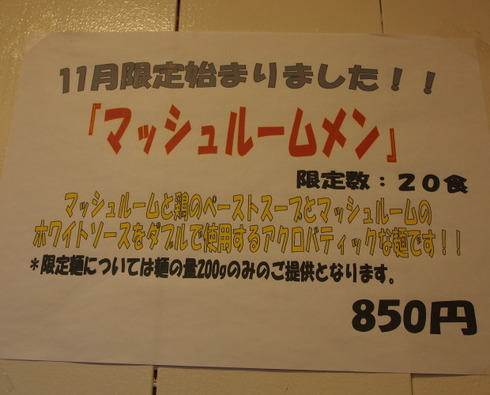 11月限定始まりました！！
『マッシュルームメン』
限定数：２０食
マッシュルームと鶏のペーストスープとマッシュルームの
ホワイトソースをダブルで使用するアクロバティックな麺です！！
＊限定麺については麺の量200gのみのご提供となります。
850円